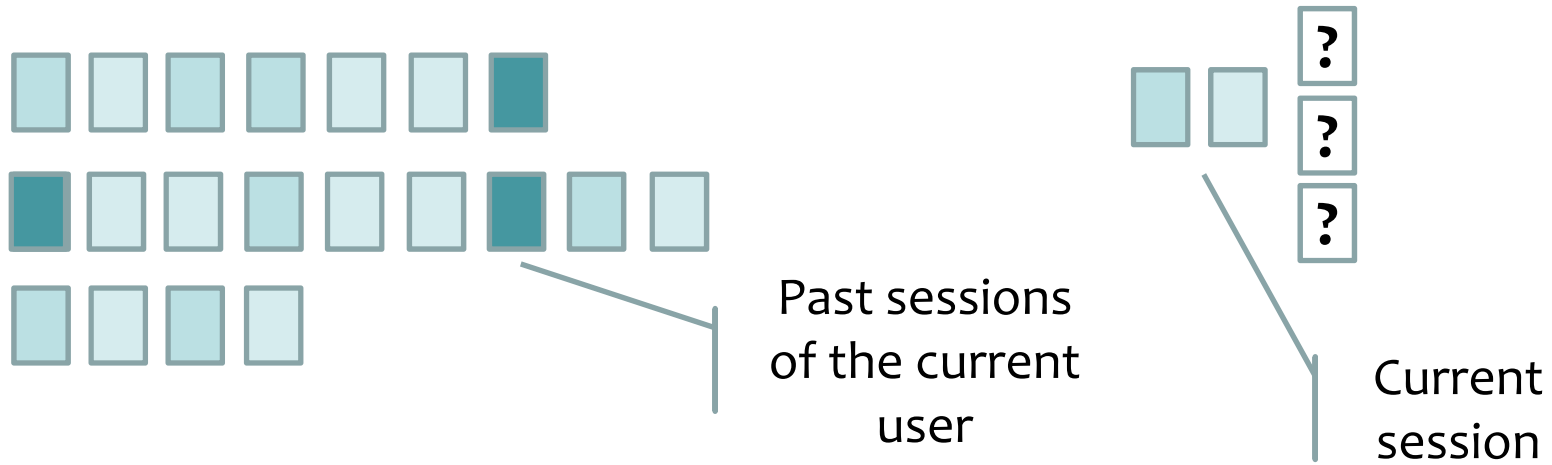 ?
?
?
Past sessions
of the current
user
Current
session